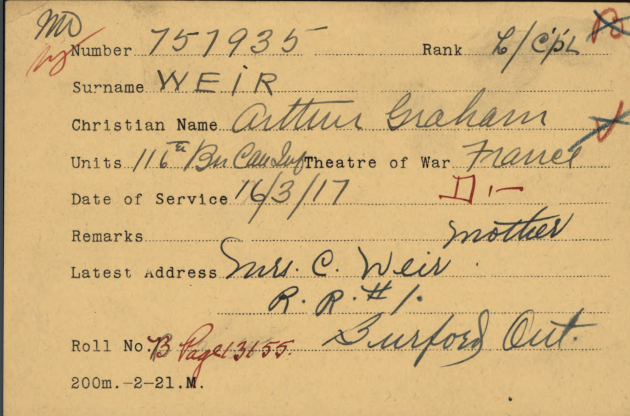 MD
Number 757935 Rank L/Cpl B
Surname WEIR
Christian Name Arthur Graham
Units 116th Bn Can Inf Theatre of War France
Date of Service 16/3/17
Remarks Mother
Latest Address Mrs. C. Weir
R. R. # 1.
Roll No B Page 13155. Burford Ont.
200m.-2-21.M.